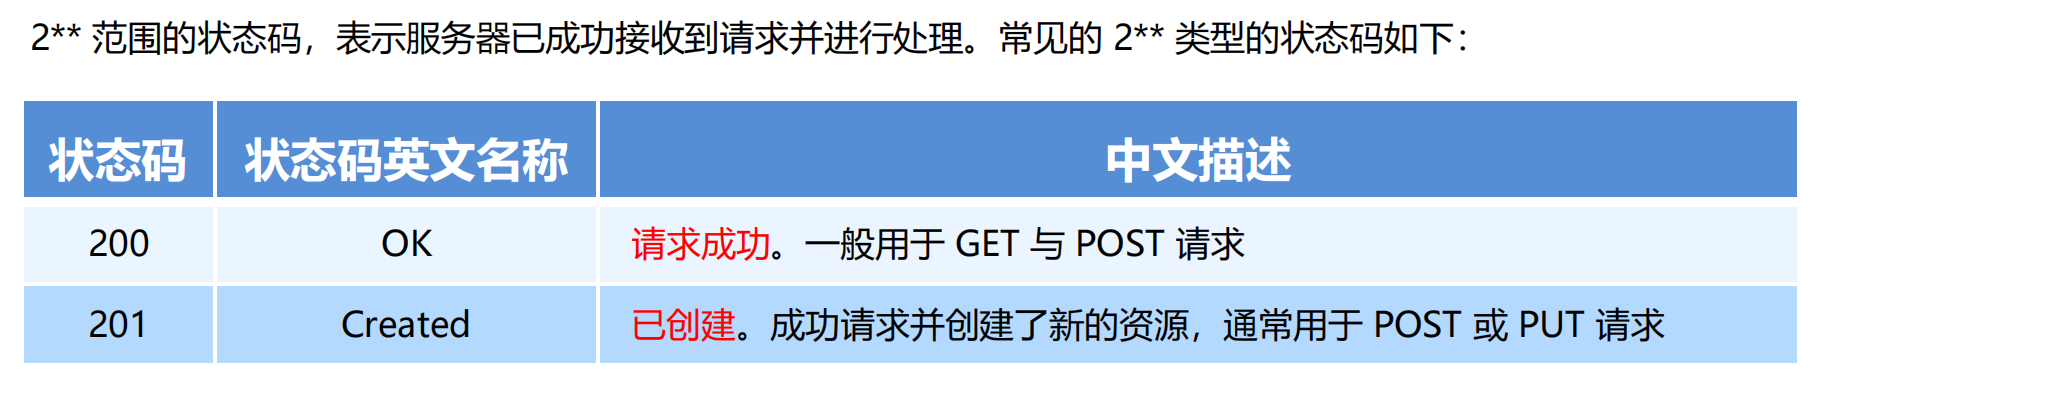 2** 范围的状态码，表示服务器已成功接收到请求并进行处理。常见的 2** 类型的状态码如下：
状态码 状态码英文名称 中文描述
200 OK 请求成功。一般用于 GET 与 POST 请求
201 Created 已创建。成功请求并创建了新的资源，通常用于 POST 或 PUT 请求